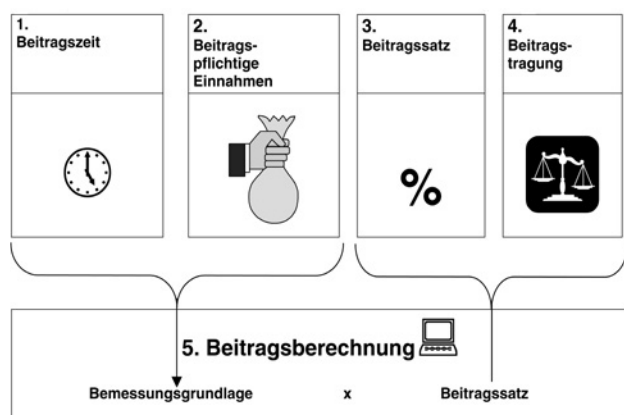 1.
Beitragszeit
2.
Beitrags-
pflichtige
Einnahmen
3.
Beitragssatz
4.
Beitrags-
tragung
%
5. Beitragsberechnung
Bemessungsgrundlage x Beitragssatz